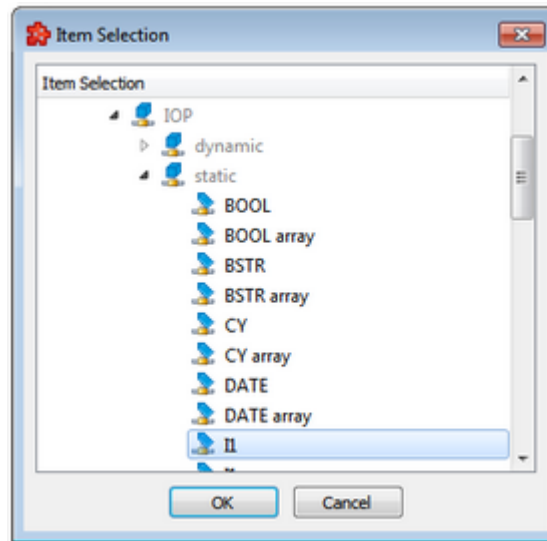 Item Selection
Item Selection
IOP
dynamic
static
BOOL
BOOL array
BSTR
BSTR array
CY
CY array
DATE
DATE array
I1
OK
Cancel